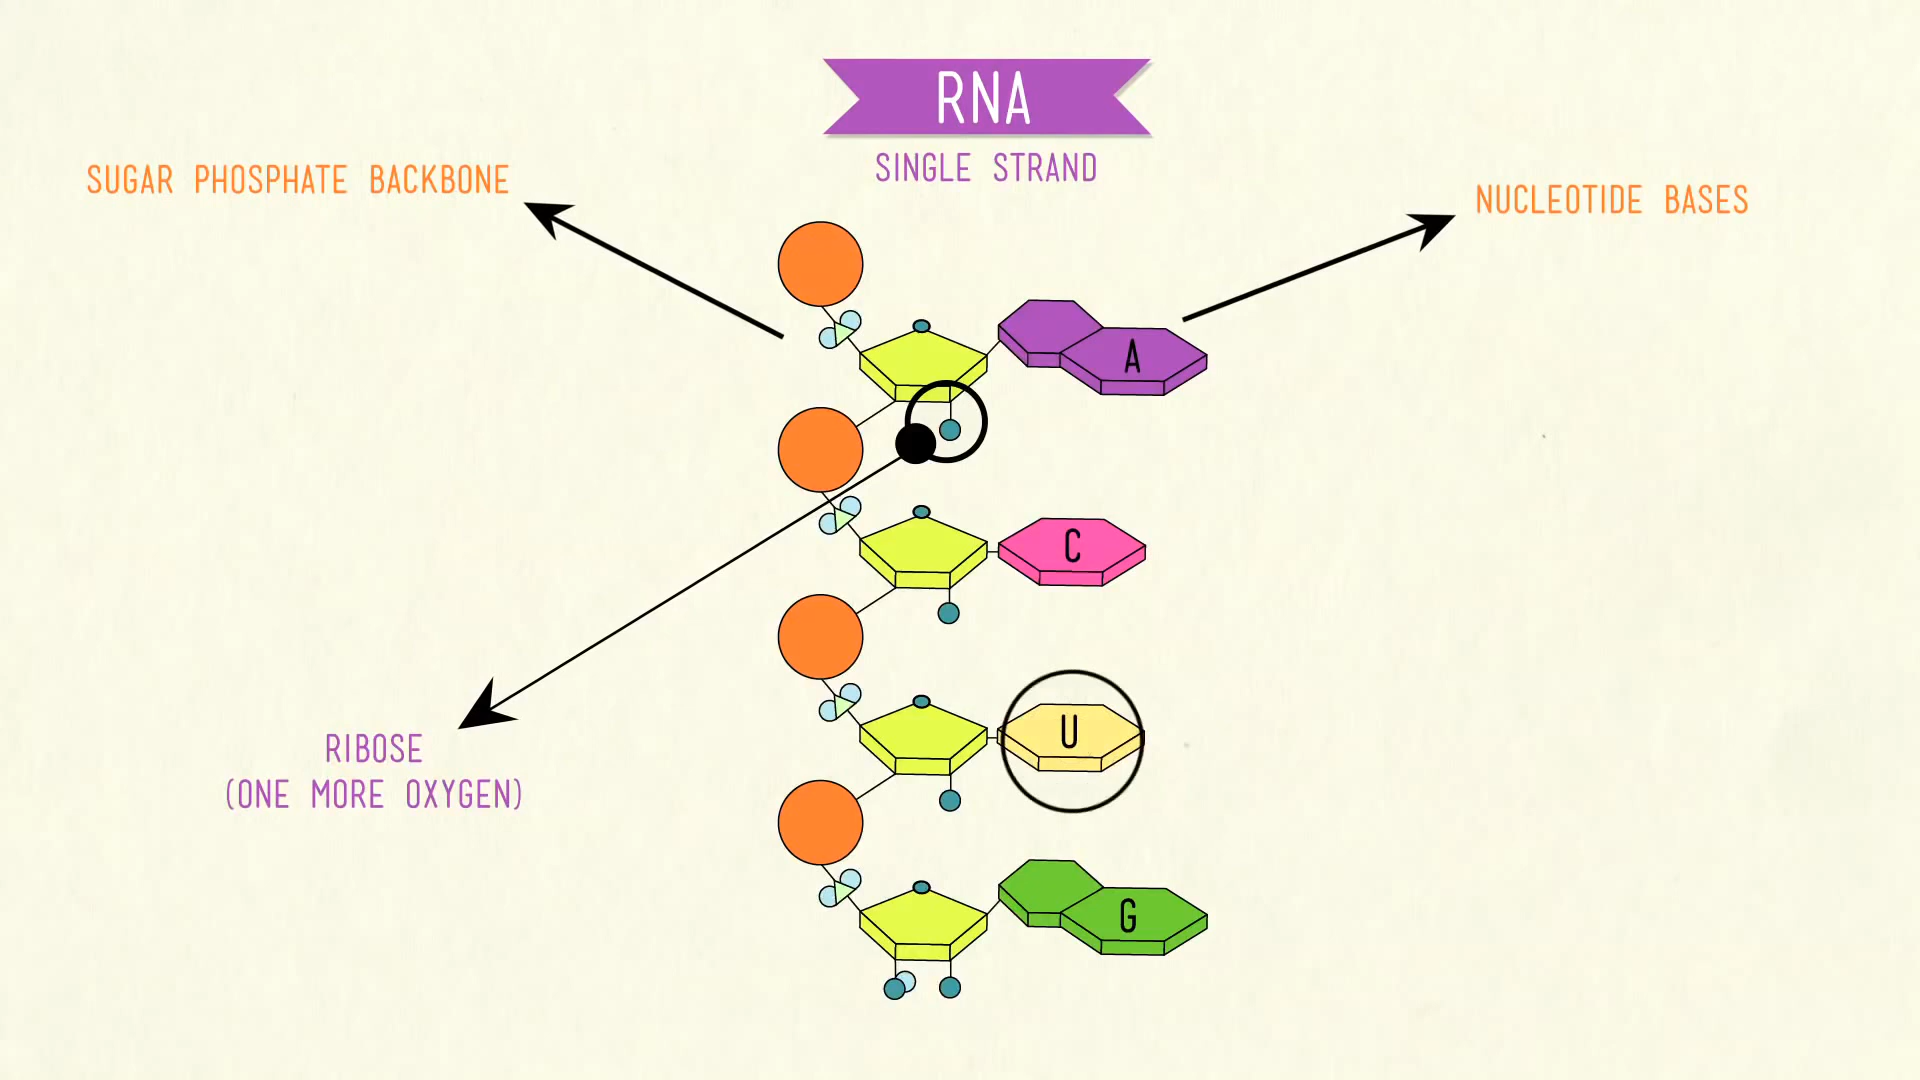 RNA
SINGLE STRAND
SUGAR PHOSPHATE BACKBONE
NUCLEOTIDE BASES
A
C
U
RIBOSE
(ONE MORE OXYGEN)
G